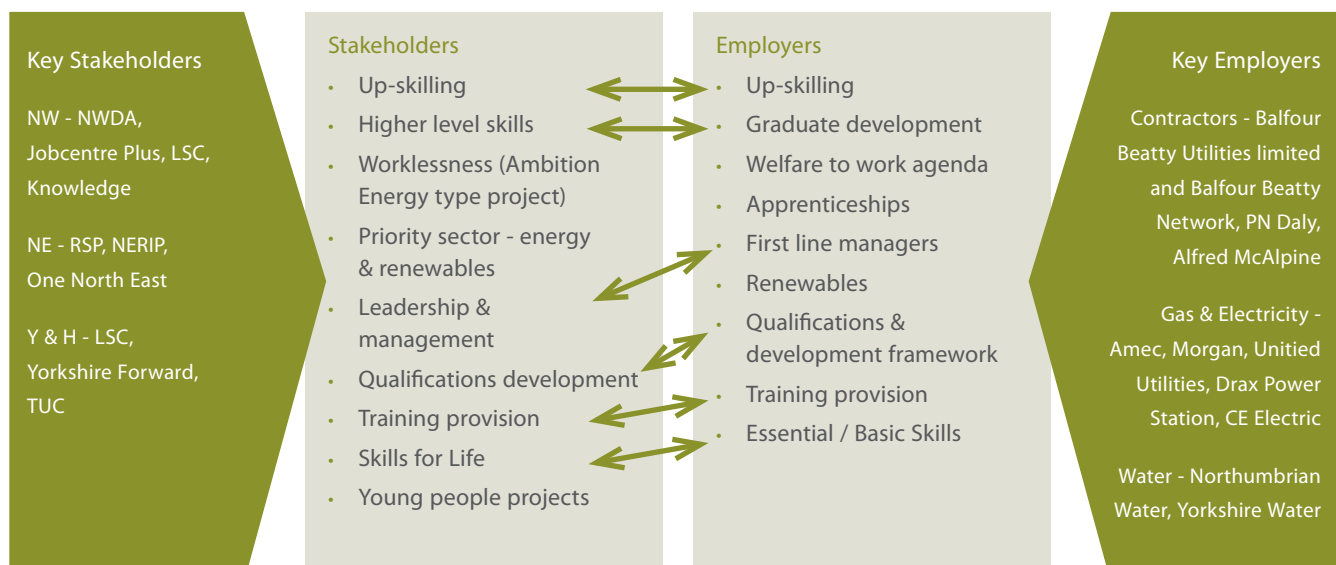 Key Stakeholders
NW - NWDA,
Jobcentre Plus, LSC,
Knowledge
NE - RSP, NERIP,
One North East
Y & H - LSC,
Yorkshire Forward,
TUC
Stakeholders
• Up-skilling
• Higher level skills
• Worklessness (Ambition
Energy type project)
• Priority sector - energy
& renewables
• Leadership &
management
• Qualifications development
• Training provision
• Skills for Life
• Young people projects
Employers
• Up-skilling
• Graduate development
• Welfare to work agenda
• Apprenticeships
• First line managers
• Renewables
• Qualifications &
development framework
• Training provision
• Essential / Basic Skills
Key Employers
Contractors - Balfour
Beatty Utilities limited
and Balfour Beatty
Network, PN Daly,
Alfred McAlpine
Gas & Electricity -
Amec, Morgan, Unitied
Utilities, Drax Power
Station, CE Electric
Water - Northumbrian
Water, Yorkshire Water